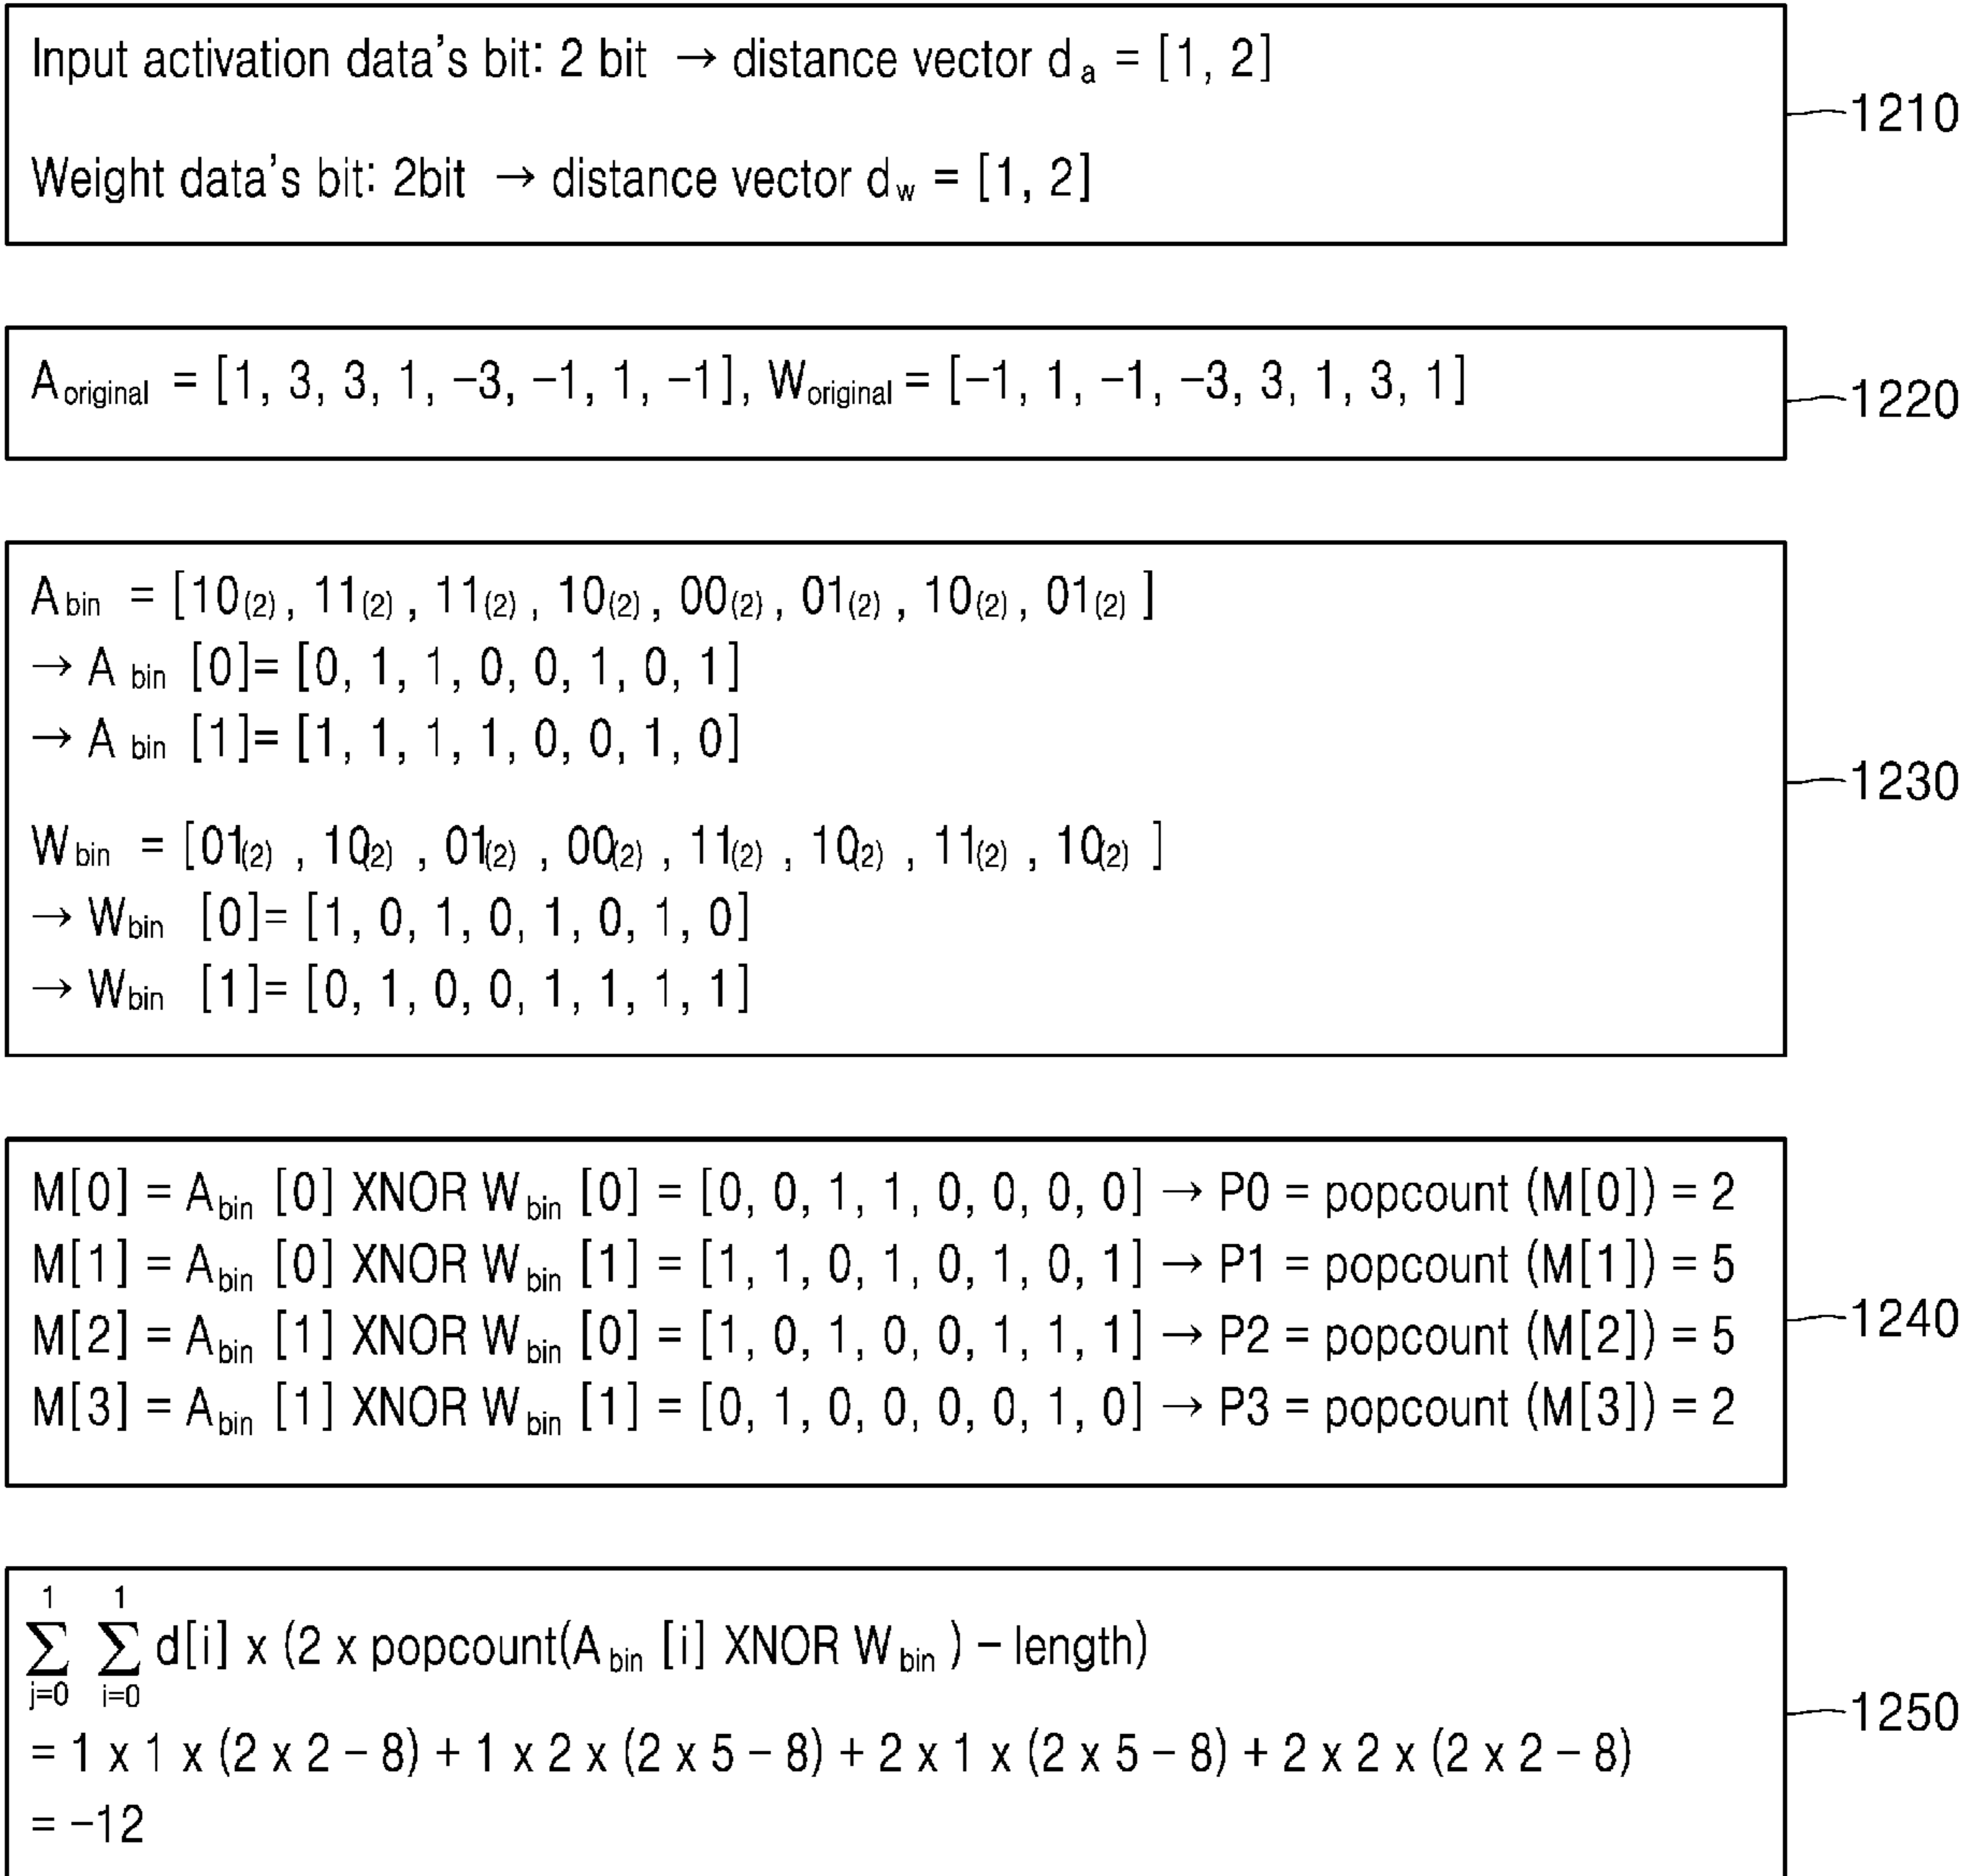 Input activation data's bit: 2 bit → distance vector d a = [1, 2]
Weight data's bit: 2bit → distance vector d w = [1, 2]
1210
A original = [1, 3, 3, 1, −3, −1, 1, −1], W original = [−1, 1, −1, −3, 3, 1, 3, 1]
1220
A bin = [10(2), 11(2), 11(2), 10(2), 00(2), 01(2), 10(2), 01(2) ]
→ A bin [0]= [0, 1, 1, 0, 0, 1, 0, 1]
→ A bin [1]= [1, 1, 1, 1, 0, 0, 1, 0]
W bin = [01(2) , 10(2) , 01(2) , 00(2) , 11(2) , 10(2) , 11(2) , 10(2) ]
→ W bin [0]= [1, 0, 1, 0, 1, 0, 1, 0]
→ W bin [1]= [0, 1, 0, 0, 1, 1, 1, 1]
1230
M[0] = A bin [0] XNOR W bin [0] = [0, 0, 1, 1, 0, 0, 0, 0] → P0 = popcount (M[0]) = 2
M[1] = A bin [0] XNOR W bin [1] = [1, 1, 0, 1, 0, 1, 0, 1] → P1 = popcount (M[1]) = 5
M[2] = A bin [1] XNOR W bin [0] = [1, 0, 1, 0, 0, 1, 1, 1] → P2 = popcount (M[2]) = 5
M[3] = A bin [1] XNOR W bin [1] = [0, 1, 0, 0, 0, 0, 1, 0] → P3 = popcount (M[3]) = 2
1240
1 1
∑ ∑ d[i] x (2 x popcount(A bin [i] XNOR W bin ) − length)
j=0 i=0
= 1 x 1 x (2 x 2 − 8) + 1 x 2 x (2 x 5 − 8) + 2 x 1 x (2 x 5 − 8) + 2 x 2 x (2 x 2 − 8)
= −12
1250